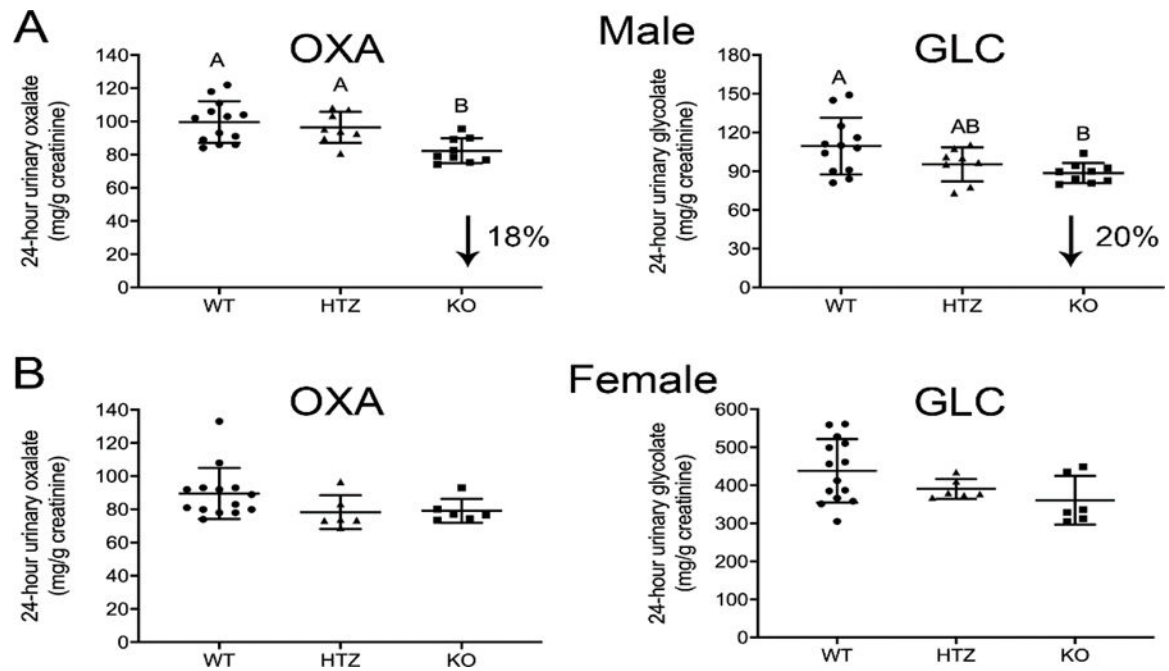 A
Male
OXA
24-hour urinary oxalate
(mg/g creatinine)
140
120
100
80
60
40
20
0
A
A
B
18%
WT
HTZ
KO
GLC
24-hour urinary glycolate
(mg/g creatinine)
180
150
120
90
60
30
0
A
AB
B
20%
WT
HTZ
KO
B
Female
OXA
24-hour urinary oxalate
(mg/g creatinine)
140
120
100
80
60
40
20
0
WT
HTZ
KO
GLC
24-hour urinary glycolate
(mg/g creatinine)
600
500
400
300
200
100
0
WT
HTZ
KO